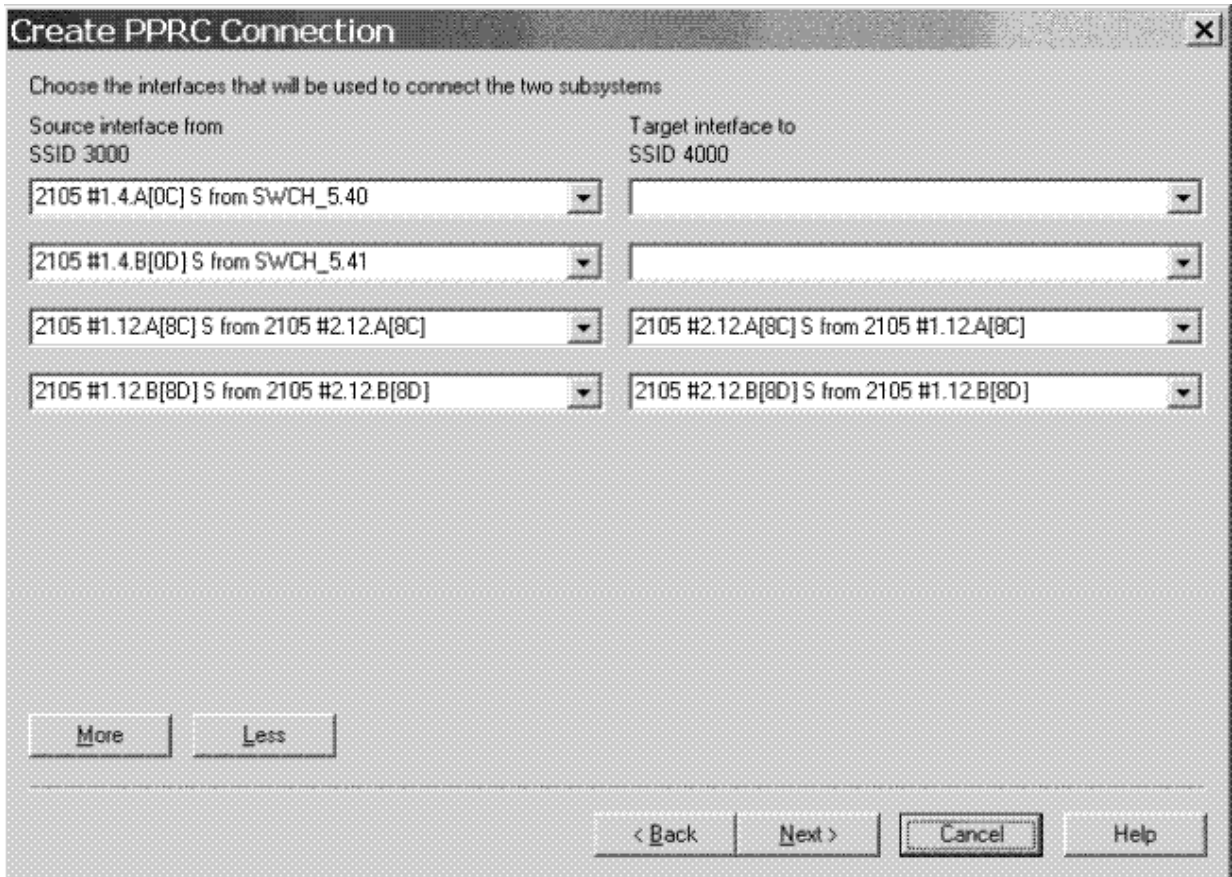 Create PPRC Connection
Choose the interfaces that will be used to connect the two subsystems
Source interface from
SSID 3000
Target interface to
SSID 4000
2105 #1.4.A[0C] S from SWCH_5.40
2105 #1.4.B[0D] S from SWCH_5.41
2105 #1.12.A[8C] S from 2105 #2.12.A[8C]
2105 #2.12.A[8C] S from 2105 #1.12.A[8C]
2105 #1.12.B[8D] S from 2105 #2.12.B[8D]
2105 #2.12.B[8D] S from 2105 #1.12.B[8D]
More
Less
< Back
Next >
Cancel
Help